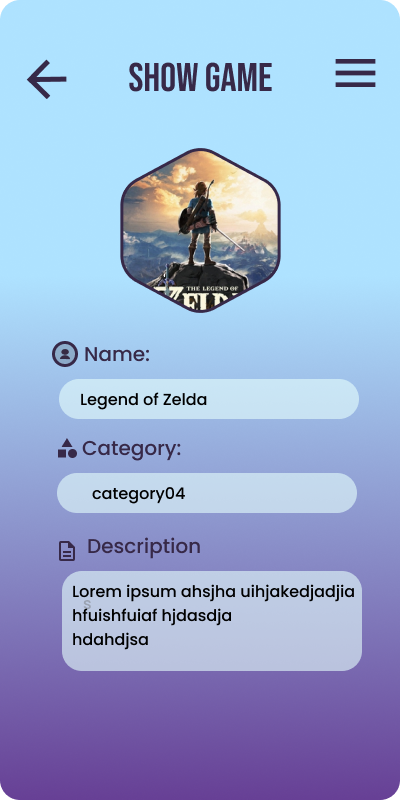 SHOW GAME
THE LEGEND OF
ZELDA
Name:
Legend of Zelda
Category:
category04
Description
Lorem ipsum ahsjha uihjakedjadjia
s
hfuishfuiaf hjdasdja
hdahdjsa